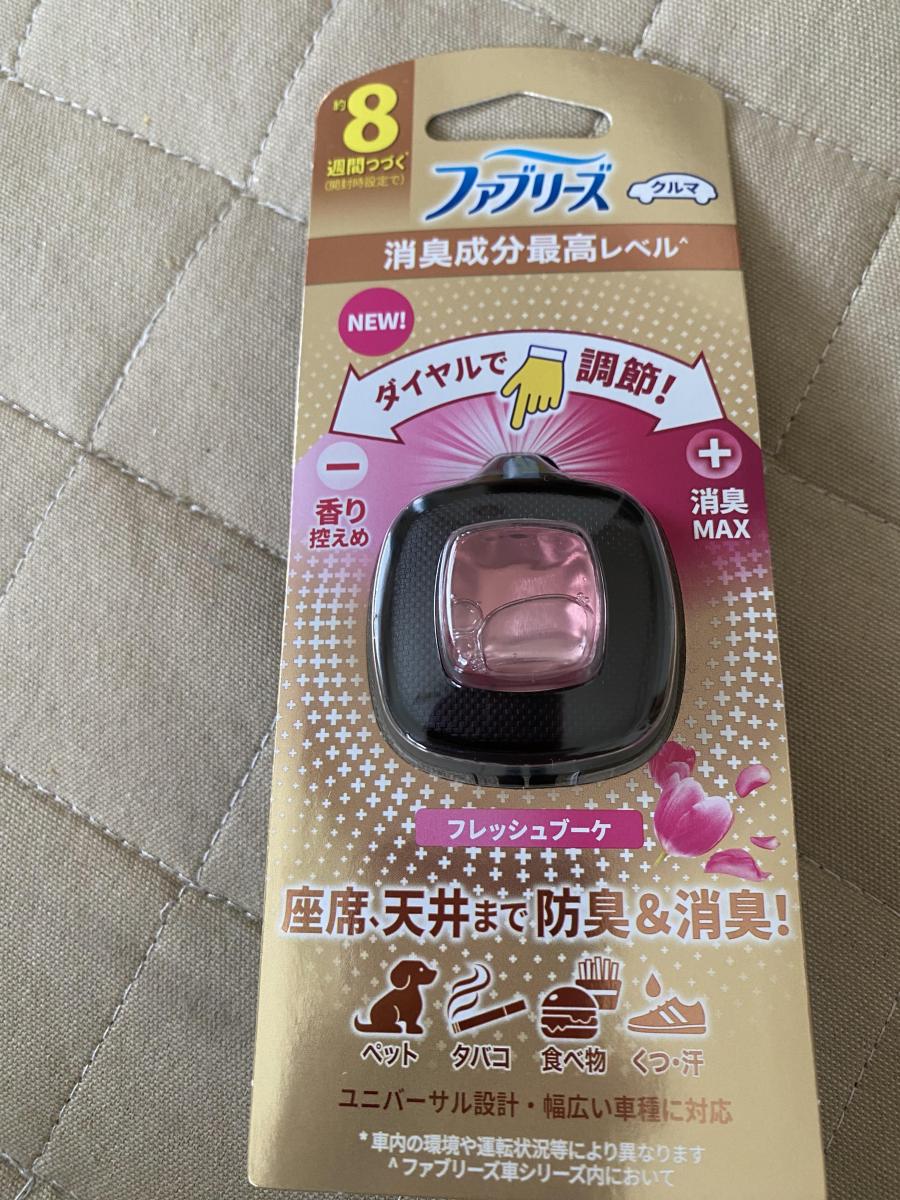 約8
週間つづく*
(開封時設定で)
ファブリーズ
クルマ
消臭成分最高レベル^
NEW!
ダイヤルで調節!
−
香り
控えめ
+
消臭
MAX
フレッシュブーケ
座席、天井まで防臭&消臭!
ペット タバコ 食べ物 くつ・汗
ユニバーサル設計・幅広い車種に対応
*車内の環境や運転状況等により異なります
^ファブリーズ車シリーズ内において